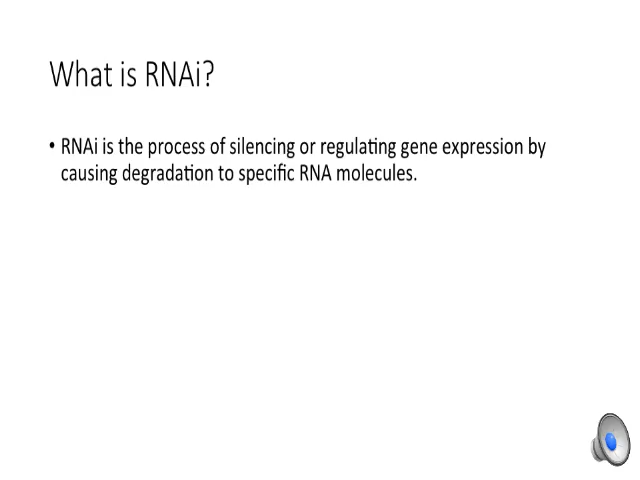 What is RNAi?
• RNAi is the process of silencing or regulating gene expression by
causing degradation to specific RNA molecules.